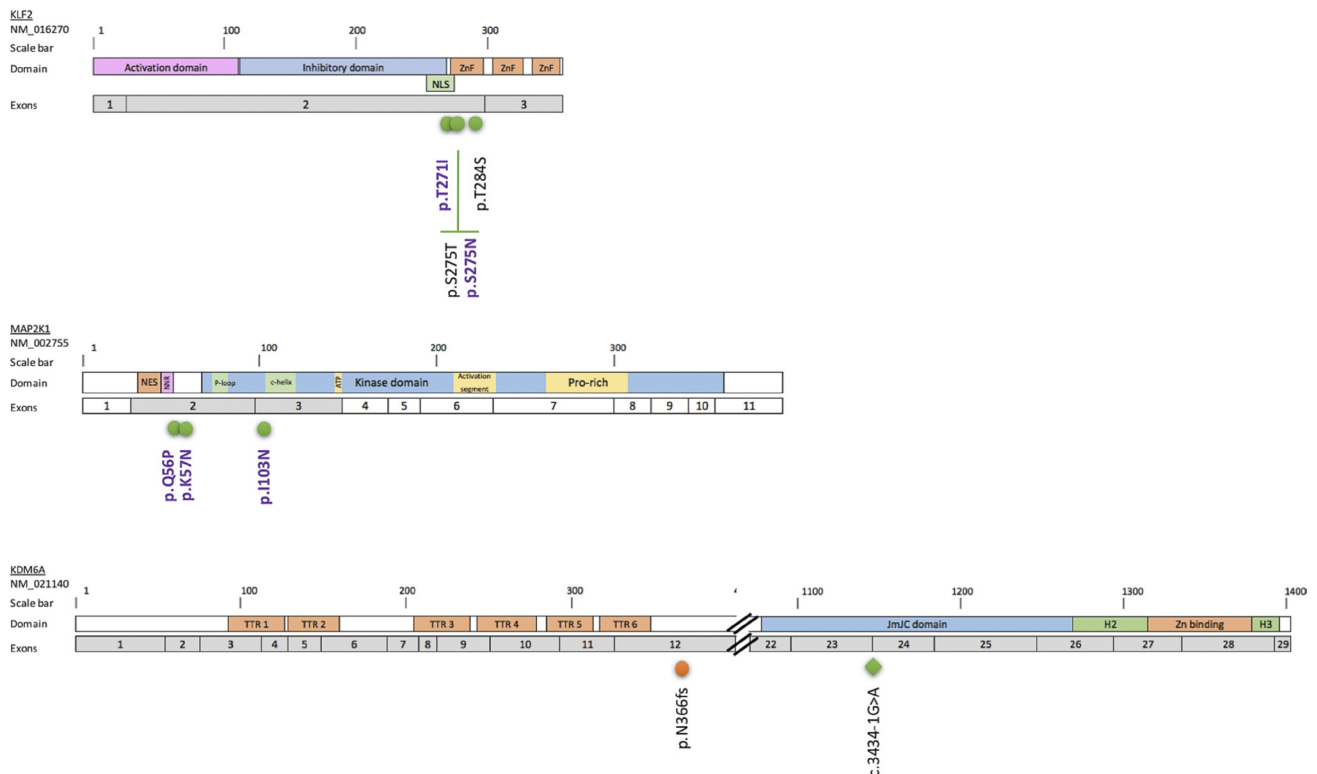 KLF2
NM_016270
Scale bar
1 100 200 300
Domain
Activation domain Inhibitory domain ZnF ZnF ZnF
NLS
Exons
1 2 3
p.T271I p.T284S
p.S275T p.S275N
MAP2K1
NM_002755
Scale bar
1 100 200 300
Domain
NES NNR P-loop c-helix ATP Kinase domain Activation segment Pro-rich
Exons
1 2 3 4 5 6 7 8 9 10 11
p.Q56P p.K57N p.I103N
KDM6A
NM_021140
Scale bar
1 100 200 300 1100 1200 1300 1400
Domain
TTR 1 TTR 2 TTR 3 TTR 4 TTR 5 TTR 6 JmJC domain H2 Zn binding H3
Exons
1 2 3 4 5 6 7 8 9 10 11 12 22 23 24 25 26 27 28 29
p.N366fs c.3434-1G>A